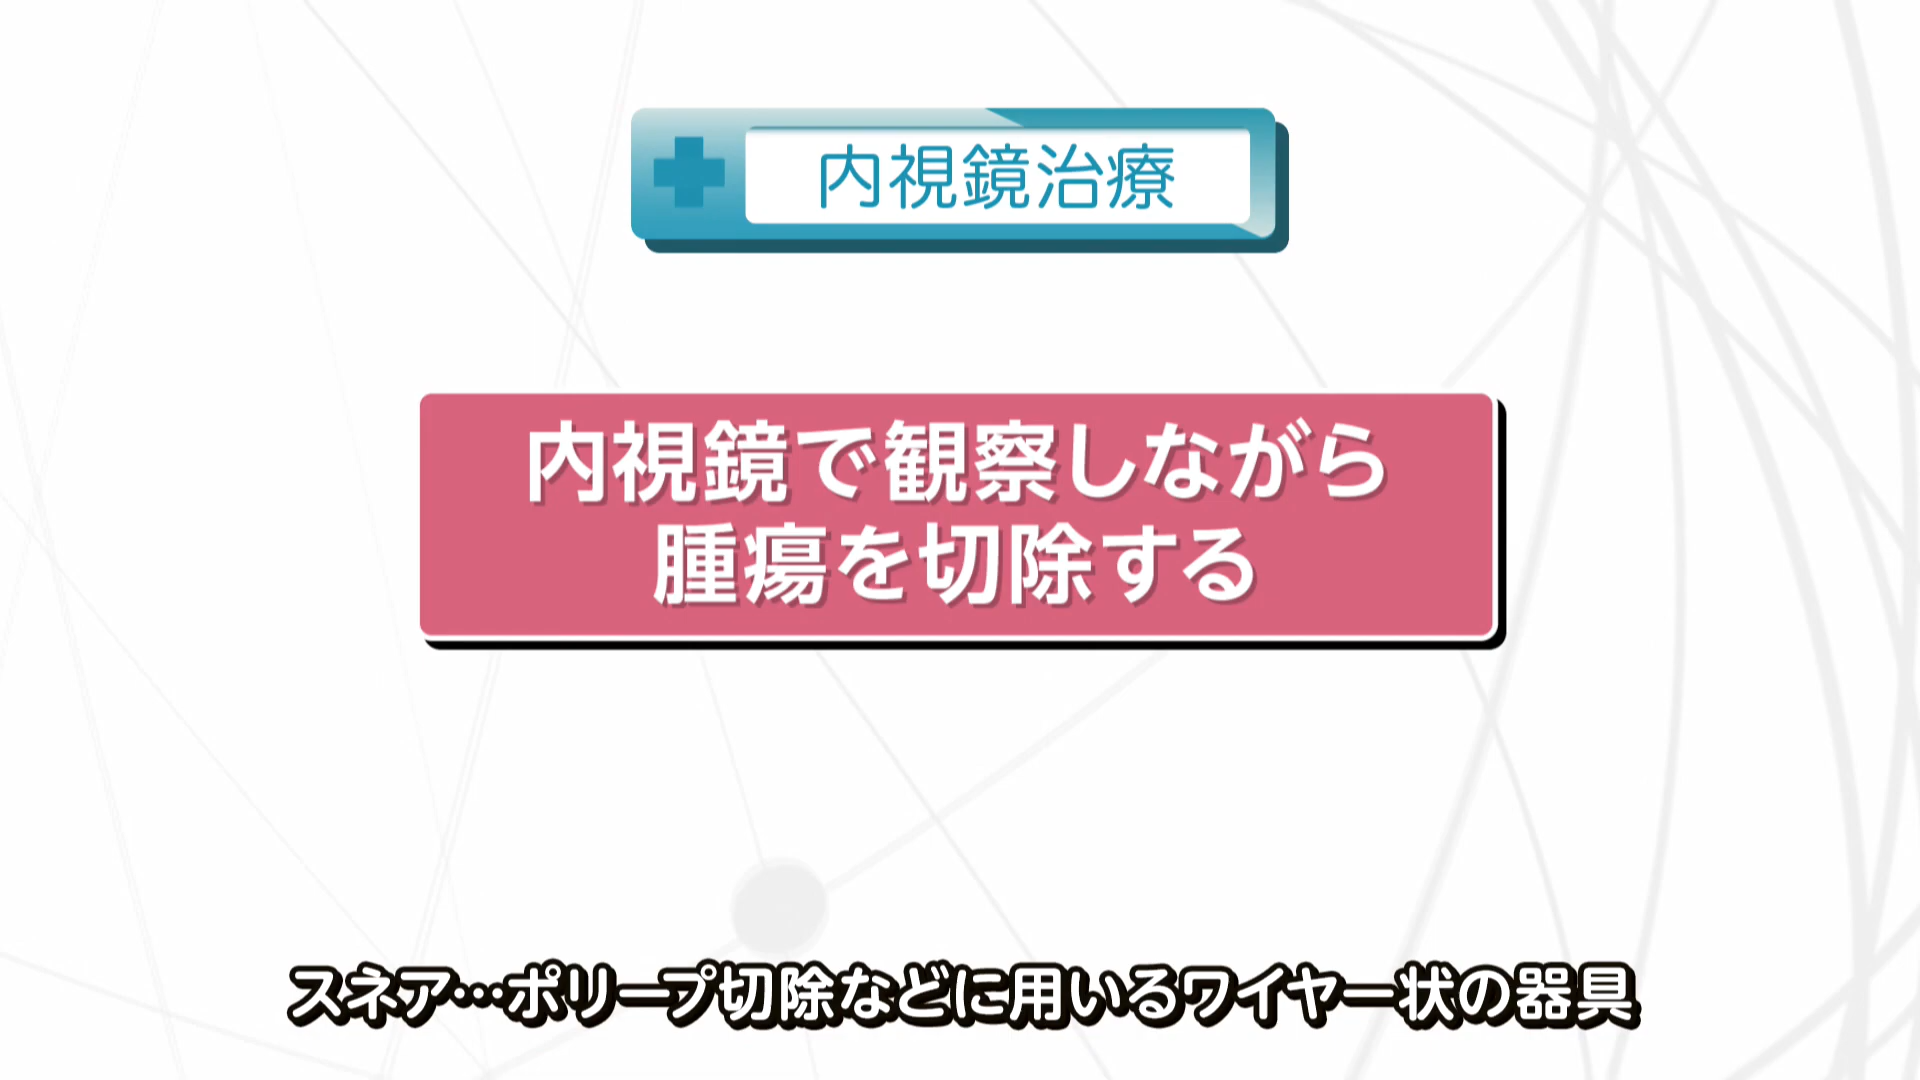 内視鏡治療
内視鏡で観察しながら
腫瘍を切除する
スネア…ポリープ切除などに用いるワイヤー状の器具